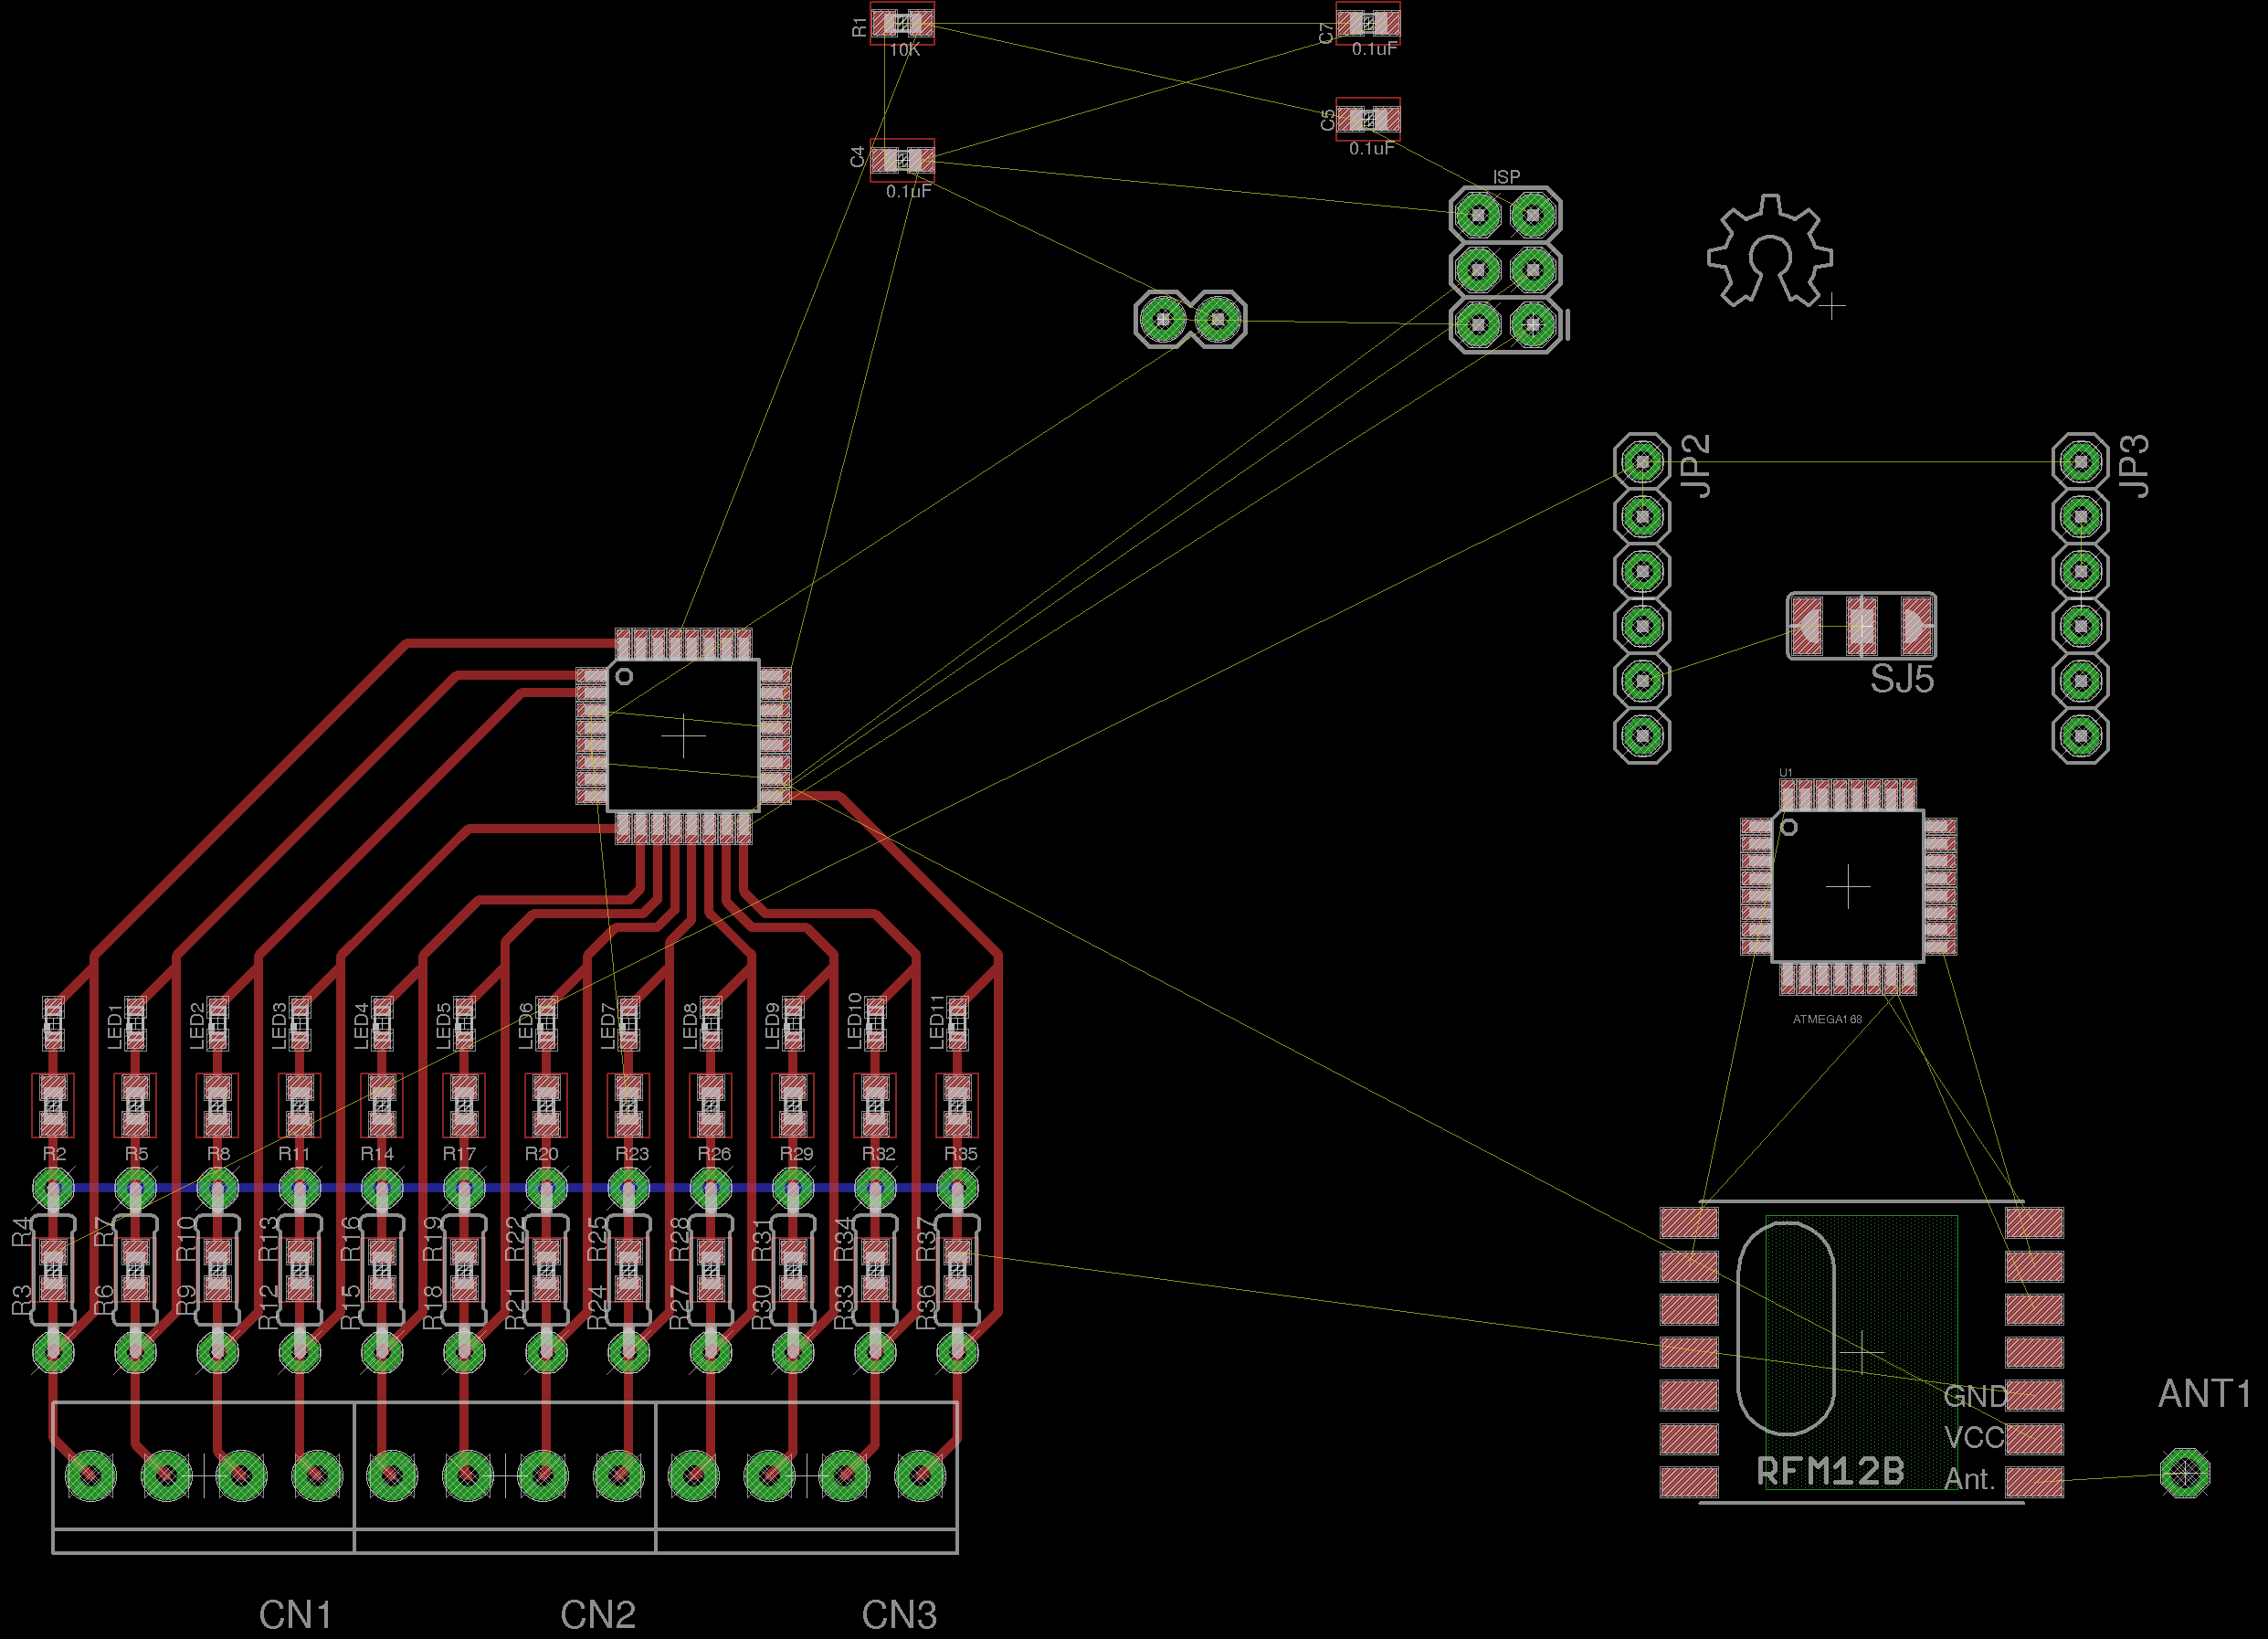 R1
10K
C7
0.1uF
C5
0.1uF
C4
0.1uF
ISP
JP2
JP3
SJ5
U1
ATMEGA168
LED1
LED2
LED3
LED4
LED5
LED6
LED7
LED8
LED9
LED10
LED11
R2 R5 R8 R11 R14 R17 R20 R23 R26 R29 R32 R35
R4 R7 R10 R13 R16 R19 R22 R25 R28 R31 R34 R37
R3 R6 R9 R12 R15 R18 R21 R24 R27 R30 R33 R36
GND
VCC
Ant.
RFM12B
ANT1
CN1 CN2 CN3